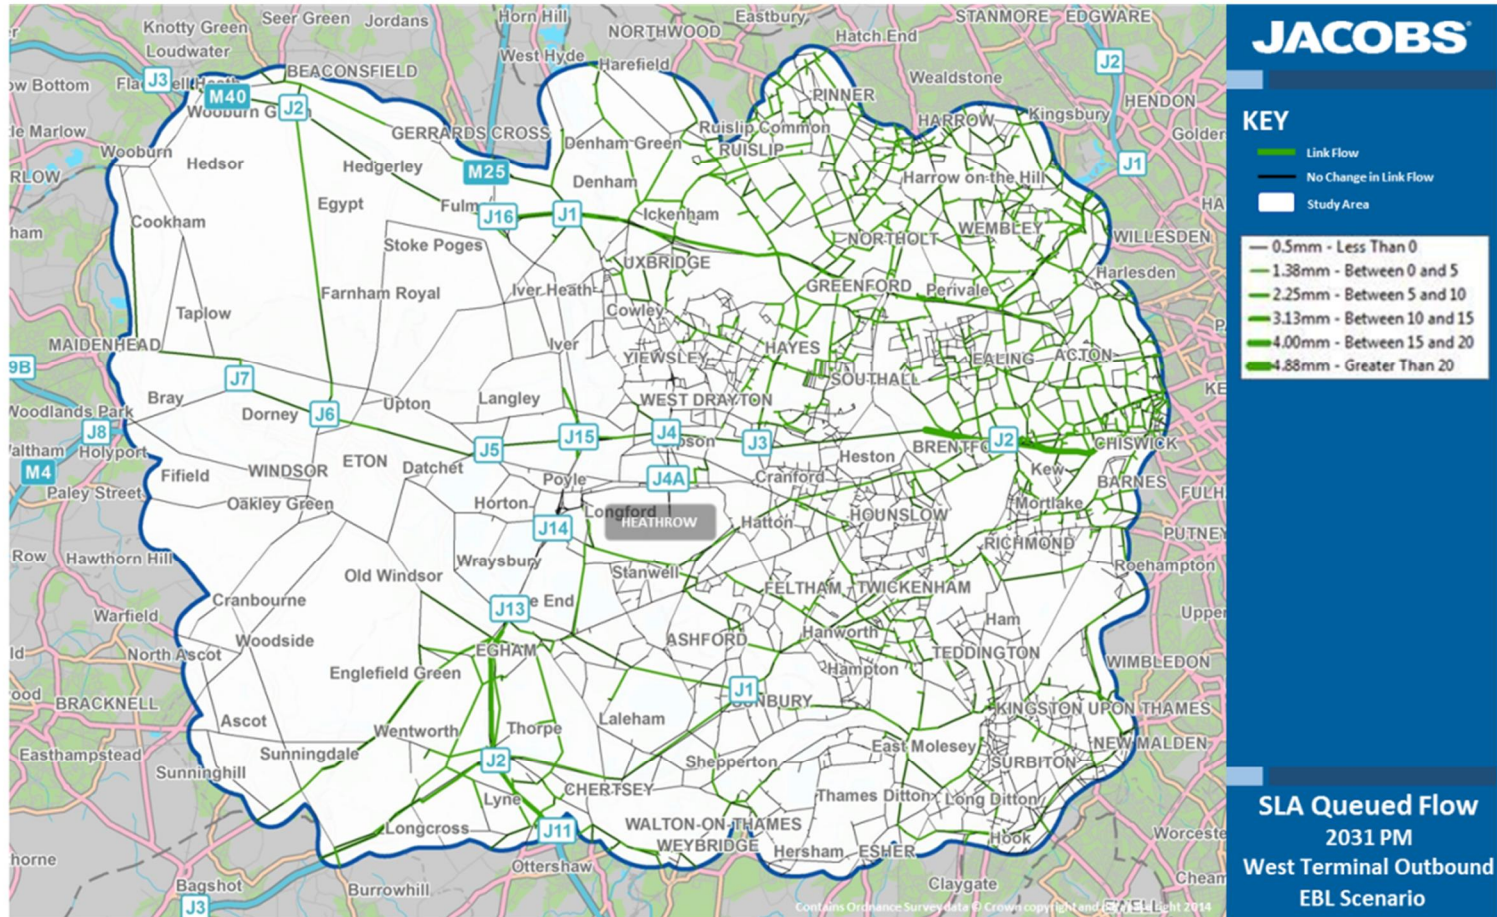 JACOBS
KEY
Link Flow
No Change in Link Flow
Study Area
0.5mm - Less Than 0
1.38mm - Between 0 and 5
2.25mm - Between 5 and 10
3.13mm - Between 10 and 15
4.00mm - Between 15 and 20
4.88mm - Greater Than 20
SLA Queued Flow
2031 PM
West Terminal Outbound
EBL Scenario
Knotty Green
Seer Green
Jordans
Horn Hill
Eastbury
STANMORE
EDGWARE
Loudwater
West Hyde
NORTHWOOD
Hatch End
J3
BEACONSFIELD
Harefield
Wealdstone
J2
M40
J2
PINNER
HENDON
GERRARDS CROSS
Ruislip Common
HARROW
Kingsbury
Wooburn
Hedsor
Hedgerley
M25
Denham Green
RUISLIP
J1
Denham
Harrow on the Hill
Cookham
Egypt
J16
J1
Ickenham
WEMBLEY
WILLESDEN
Stoke Poges
NORTHOLT
UXBRIDGE
Harlesden
Farnham Royal
Iver Heath
GREENFORD
Perivale
Taplow
Cowley
MAIDENHEAD
Iver
YIEWSLEY
HAYES
EALING
ACTON
9B
J7
SOUTHALL
Bray
Dorney
J6
Upton
Langley
WEST DRAYTON
Woodlands Park
J8
Holyport
J5
J15
J4
J3
J2
CHISWICK
M4
Fifield
WINDSOR
ETON
Datchet
Heston
Kew
Paley Street
Poyle
J4A
Cranford
BARNES
Oakley Green
Horton
Longford
HEATHROW
Hatton
HOUNSLOW
Mortlake
J14
PUTNEY
Row
Hawthorn Hill
Wraysbury
RICHMOND
Roehampton
Old Windsor
Stanwell
FELTHAM
TWICKENHAM
Cranbourne
J13
Warfield
Ham
Woodside
ASHFORD
Hanworth
North Ascot
EGHAM
TEDDINGTON
WIMBLEDON
Englefield Green
Hampton
BRACKNELL
J1
KINGSTON UPON THAMES
Ascot
Wentworth
Thorpe
Laleham
Easthampstead
Sunningdale
East Molesey
NEW MALDEN
Sunninghill
J2
Shepperton
SURBITON
Lyne
CHERTSEY
Thames Ditton
Long Ditton
Longcross
J11
WALTON-ON-THAMES
WEYBRIDGE
Hook
Hersham
ESHER
Ottershaw
Bagshot
Burrowhill
Claygate
J3